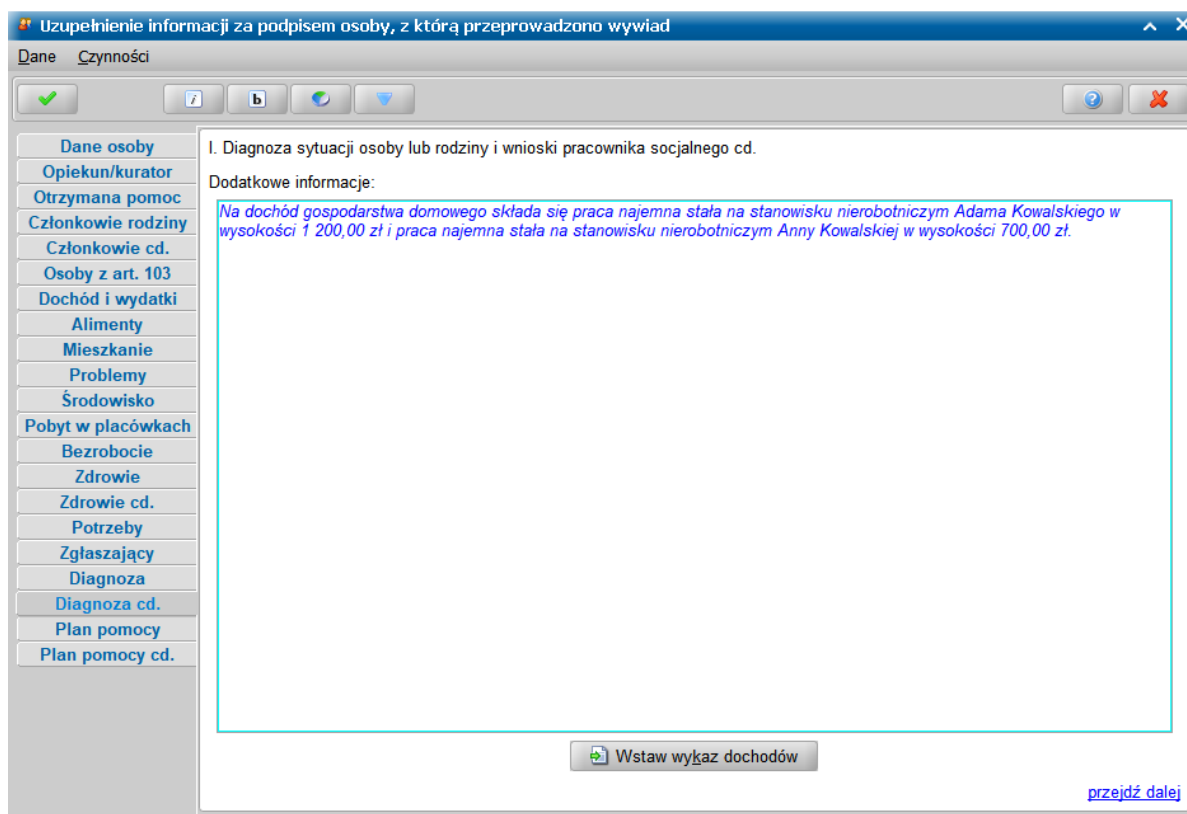 Uzupełnienie informacji za podpisem osoby, z którą przeprowadzono wywiad
Dane Czynności
i b ?
Dane osoby
Opiekun/kurator
Otrzymana pomoc
Członkowie rodziny
Członkowie cd.
Osoby z art. 103
Dochód i wydatki
Alimenty
Mieszkanie
Problemy
Środowisko
Pobyt w placówkach
Bezrobocie
Zdrowie
Zdrowie cd.
Potrzeby
Zgłaszający
Diagnoza
Diagnoza cd.
Plan pomocy
Plan pomocy cd.
I. Diagnoza sytuacji osoby lub rodziny i wnioski pracownika socjalnego cd.
Dodatkowe informacje:
Na dochód gospodarstwa domowego składa się praca najemna stała na stanowisku nierobotniczym Adama Kowalskiego w
wysokości 1 200,00 zł i praca najemna stała na stanowisku nierobotniczym Anny Kowalskiej w wysokości 700,00 zł.
Wstaw wykaz dochodów
przejdź dalej